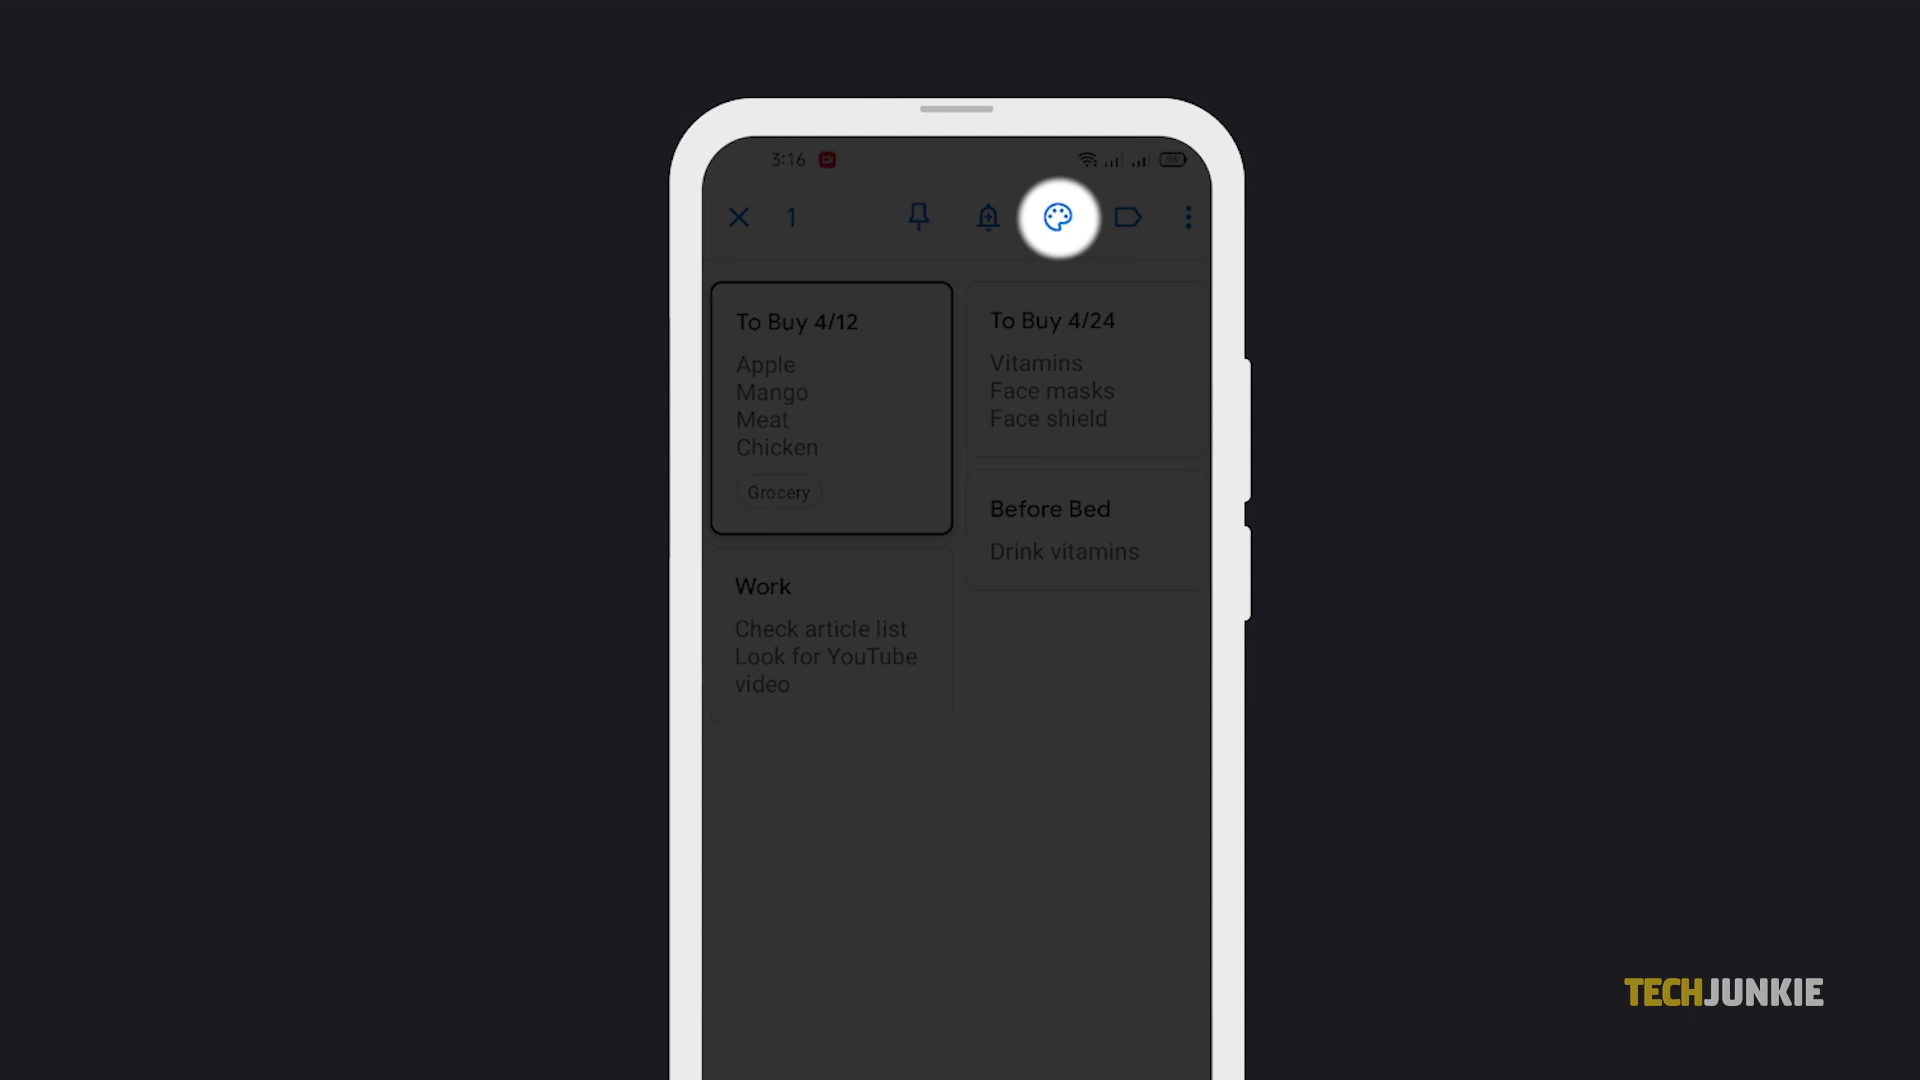 3:16
96
1
To Buy 4/12
Apple
Mango
Meat
Chicken
Grocery
To Buy 4/24
Vitamins
Face masks
Face shield
Before Bed
Drink vitamins
Work
Check article list
Look for YouTube
video
TECHJUNKIE